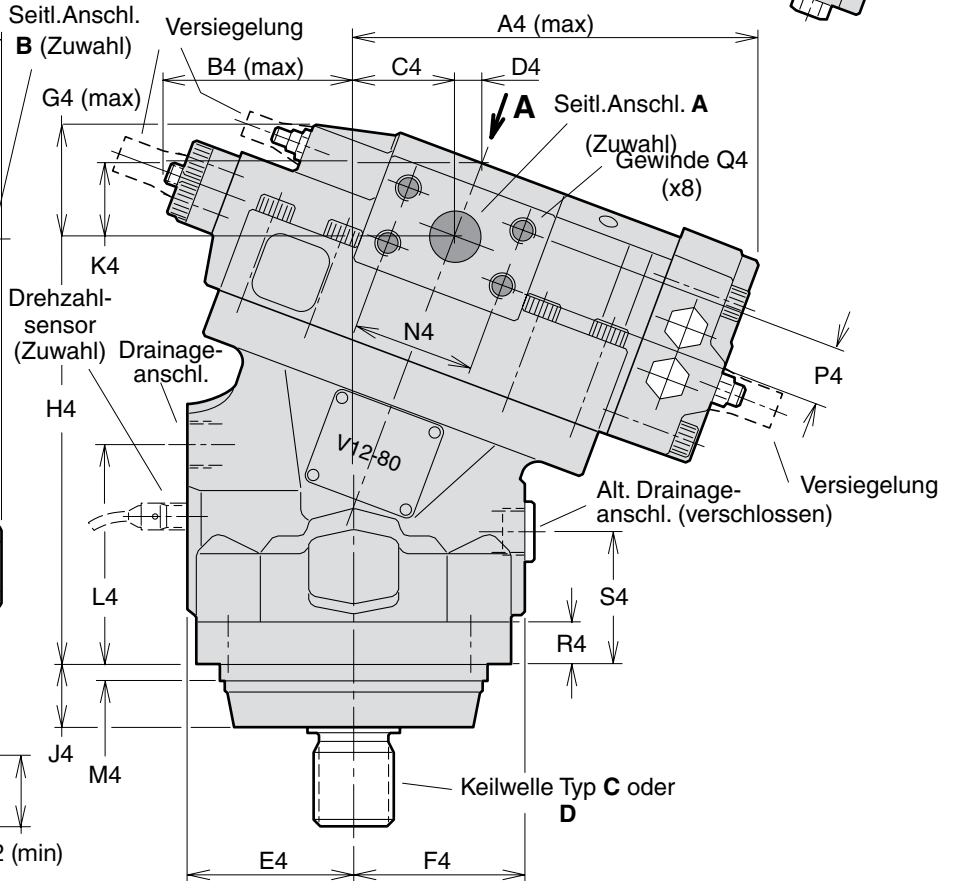 Seitl.Anschl.
B (Zuwahl)
Versiegelung
A4 (max)
B4 (max)
C4
D4
G4 (max)
A
Seitl.Anschl. A
(Zuwahl)
Gewinde Q4
(x8)
K4
Drehzahl-
sensor
(Zuwahl)
Drainage-
anschl.
N4
P4
H4
V12-80
Versiegelung
Alt. Drainage-
anschl. (verschlossen)
L4
S4
R4
J4
M4
Keilwelle Typ C oder
D
2 (min)
E4
F4